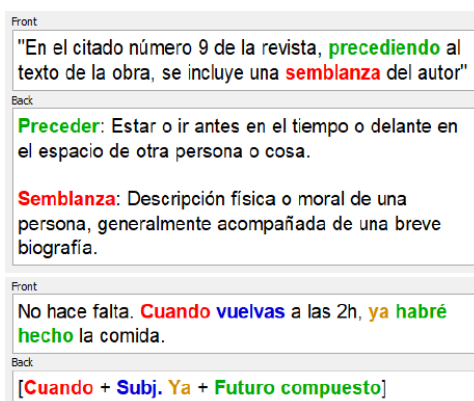 Front
"En el citado número 9 de la revista, precediendo al
texto de la obra, se incluye una semblanza del autor"
Back
Preceder: Estar o ir antes en el tiempo o delante en
el espacio de otra persona o cosa.
Semblanza: Descripción física o moral de una
persona, generalmente acompañada de una breve
biografía.
Front
No hace falta. Cuando vuelvas a las 2h, ya habré
hecho la comida.
Back
[Cuando + Subj. Ya + Futuro compuesto]